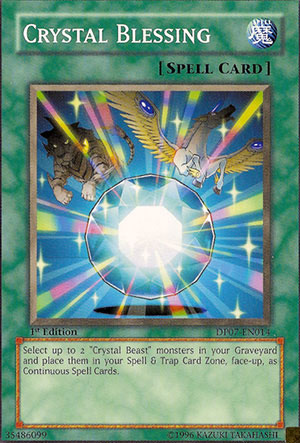 CRYSTAL BLESSING
魔
[ SPELL CARD ]
1st Edition
DP07-EN014
Select up to 2 "Crystal Beast" monsters in your Graveyard
and place them in your Spell & Trap Card Zone, face-up, as
Continuous Spell Cards.
35486099
©1996 KAZUKI TAKAHASHI